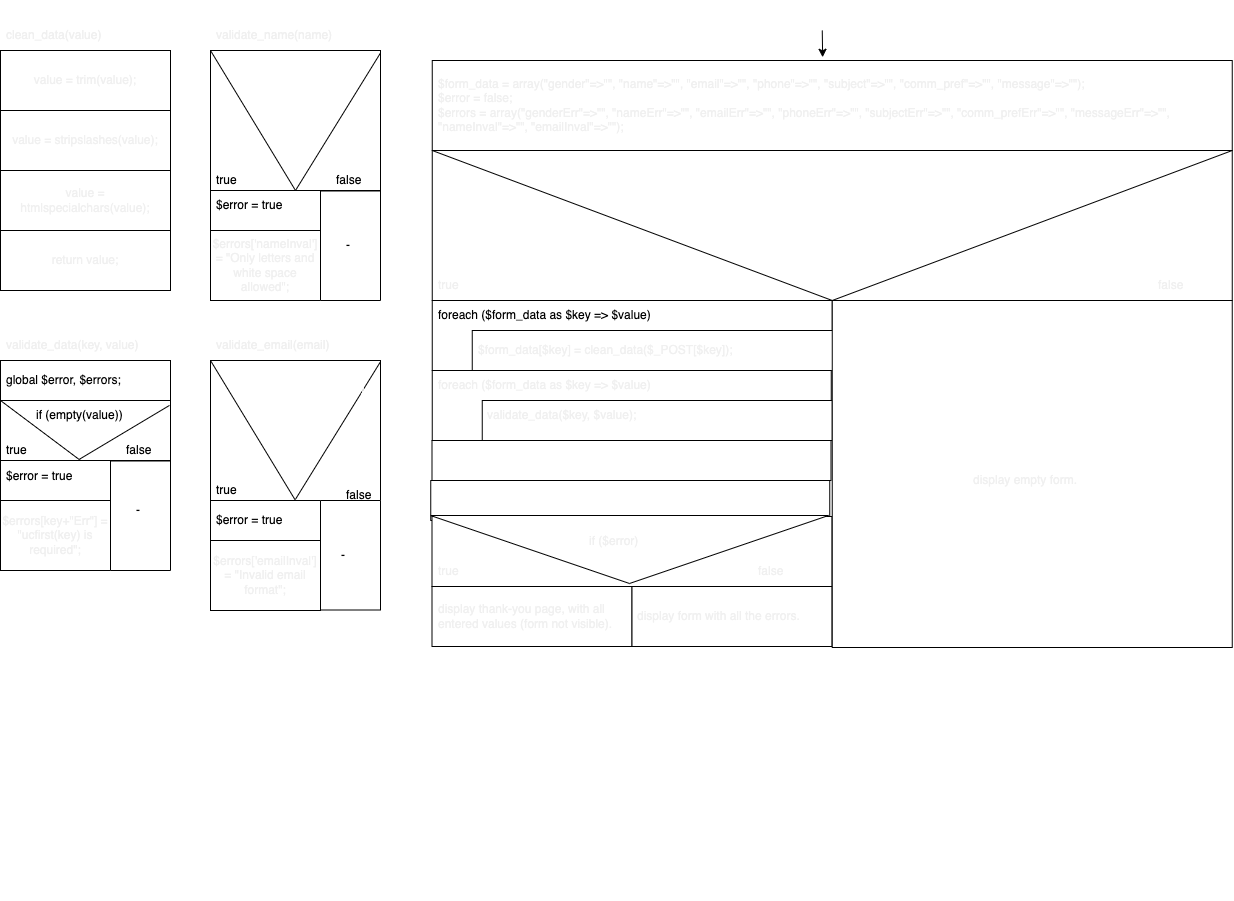 clean_data(value)
value = trim(value);
value = stripslashes(value);
value =
htmlspecialchars(value);
return value;
validate_name(name)
true
false
$error = true
$errors['nameInval']
= "Only letters and
white space
allowed";
-
validate_data(key, value)
global $error, $errors;
if (empty(value))
true
false
$error = true
$errors[key+"Err"] =
"ucfirst(key) is
required";
-
validate_email(email)
true
false
$error = true
$errors['emailInval']
= "Invalid email
format";
-
$form_data = array("gender"=>"", "name"=>"", "email"=>"", "phone"=>"", "subject"=>"", "comm_pref"=>"", "message"=>"");
$error = false;
$errors = array("genderErr"=>"", "nameErr"=>"", "emailErr"=>"", "phoneErr"=>"", "subjectErr"=>"", "comm_prefErr"=>"", "messageErr"=>"",
"nameInval"=>"", "emailInval"=>"");
true
false
foreach ($form_data as $key => $value)
$form_data[$key] = clean_data($_POST[$key]);
foreach ($form_data as $key => $value)
validate_data($key, $value);
if ($error)
true
false
display thank-you page, with all
entered values (form not visible).
display form with all the errors.
display empty form.